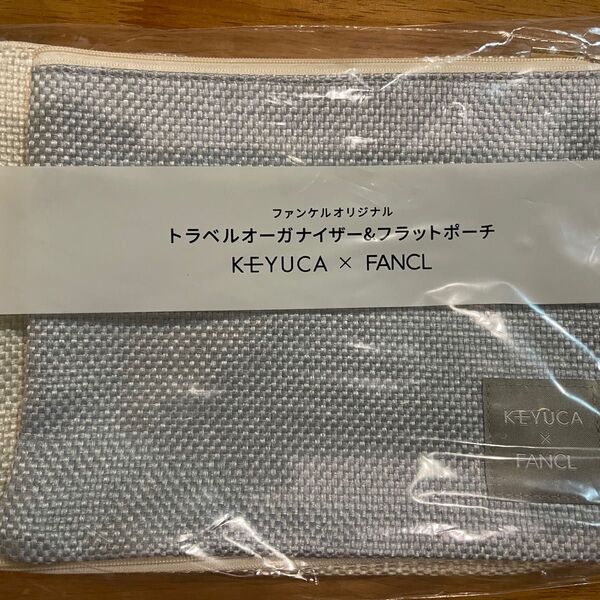 ファンケルオリジナル
トラベルオーガナイザー&フラットポーチ
KEYUCA × FANCL
KEYUCA
×
FANCL